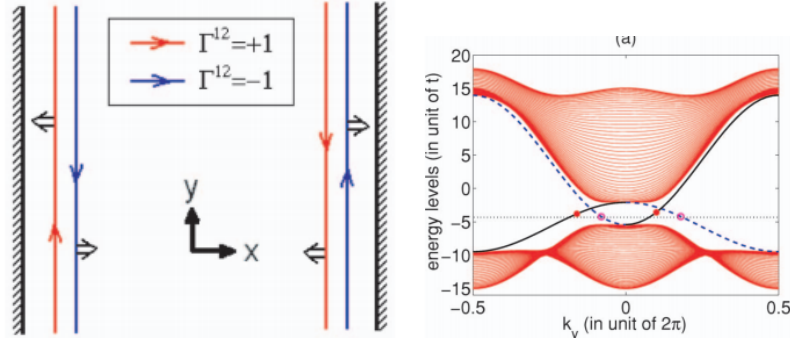 Γ¹²=+1
Γ¹²=−1
y
x
(a)
energy levels (in unit of t)
20
15
10
5
0
−5
−10
−15
−0.5
0
0.5
k_y (in unit of 2π)